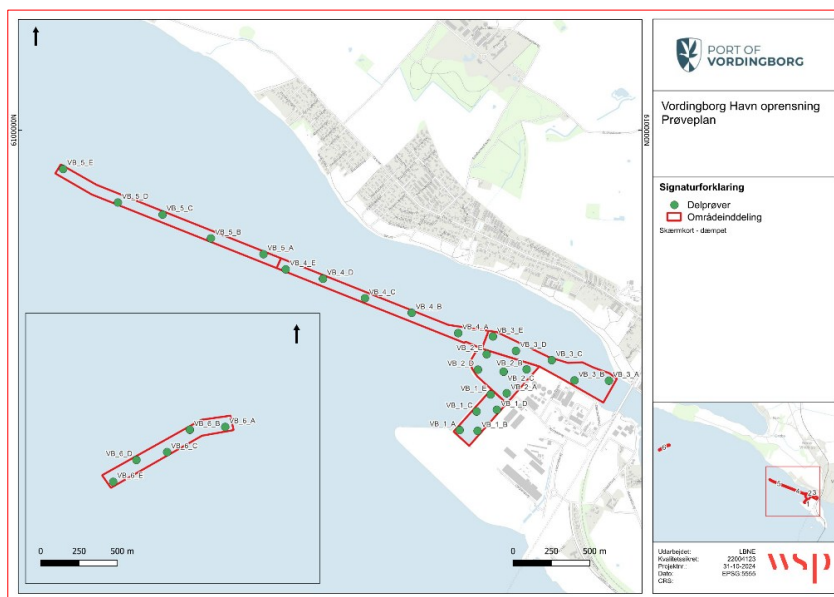 PORT OF
VORDINGBORG
Vordingborg Havn oprensning
Prøveplan
Signaturforklaring
Delprøver
Områdeinddeling
Skærmkort - dæmpet
6100000N
6100000N
VB_5_E
VB_5_D
VB_5_C
VB_5_B
VB_5_A
VB_4_E
VB_4_D
VB_4_C
VB_4_B
VB_4_A
VB_3_E
VB_3_D
VB_3_C
VB_3_B
VB_3_A
VB_2_E
VB_2_D
VB_2_B
VB_2_C
VB_2_A
VB_1_E
VB_1_D
VB_1_C
VB_1_A
VB_1_B
VB_6_A
VB_6_B
VB_6_C
VB_6_D
VB_6_E
0 250 500 m
0 250 500 m
Udarbejdet: LBNE
Kvalitetssikret: 22004123
Projektnr.: 31-10-2024
Dato: EPSG:5555
CRS:
wsp